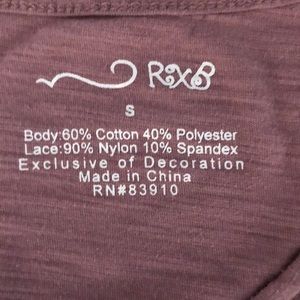 RXB
S
Body:60% Cotton 40% Polyester
Lace:90% Nylon 10% Spandex
Exclusive of Decoration
Made in China
RN#83910